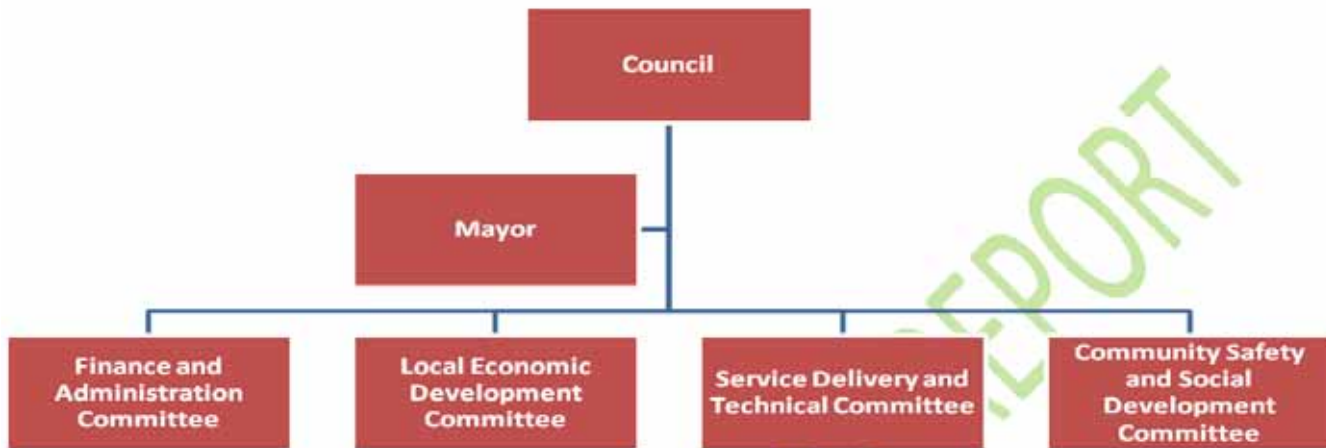 Council
Mayor
Finance and
Administration
Committee
Local Economic
Development
Committee
Service Delivery and
Technical Committee
Community Safety
and Social
Development
Committee
REPORT